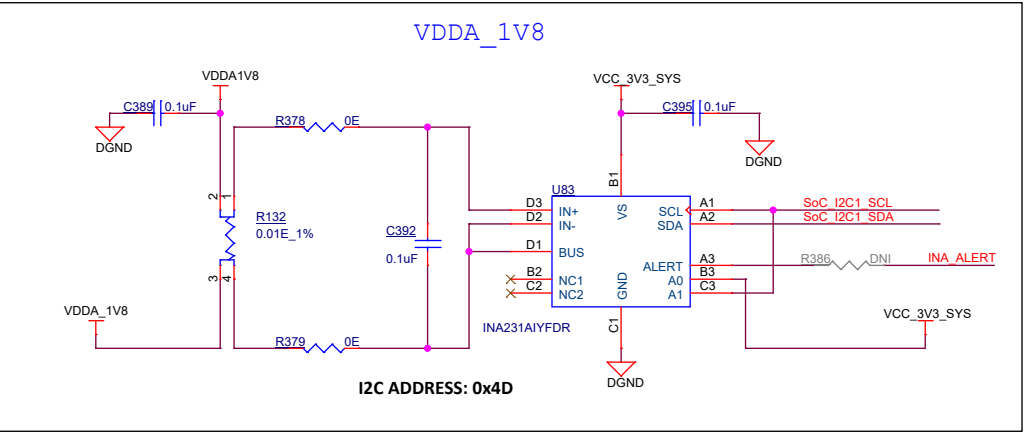 VDDA_1V8
VDDA1V8
VCC_3V3_SYS
C389 0.1uF
C395 0.1uF
R378 0E
DGND
DGND
B1
U83
2 1
D3 IN+ VS SCL A1 SoC_I2C1_SCL
D2 IN- SDA A2 SoC_I2C1_SDA
R132
0.01E_1%
C392
0.1uF
D1 BUS
ALERT A3 R386 DNI INA_ALERT
B2 NC1 GND A0 B3
C2 NC2 A1 C3
3 4
VDDA_1V8
VCC_3V3_SYS
C1
INA231AIYFDR
R379 0E
DGND
I2C ADDRESS: 0x4D